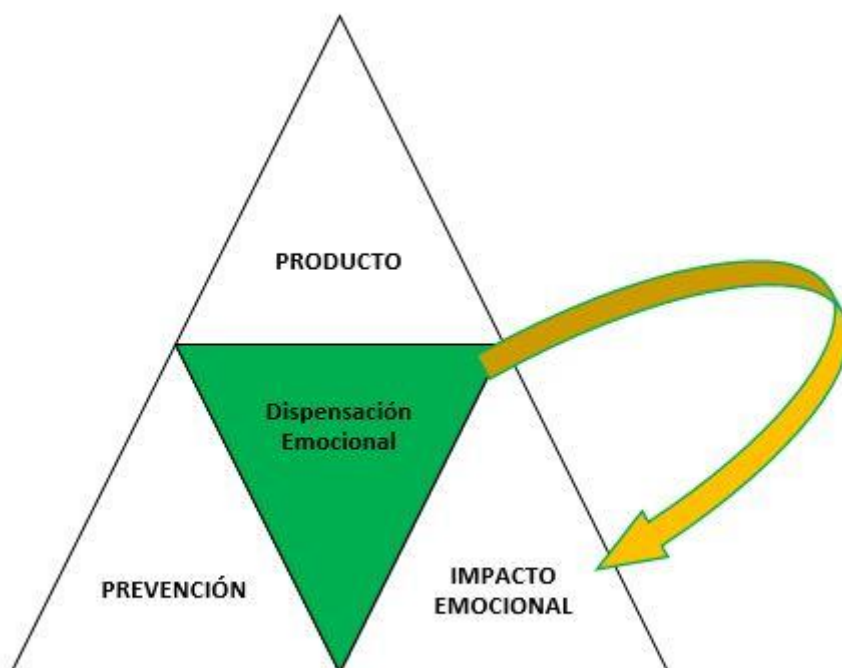 PRODUCTO
Dispensación
Emocional
PREVENCIÓN
IMPACTO
EMOCIONAL